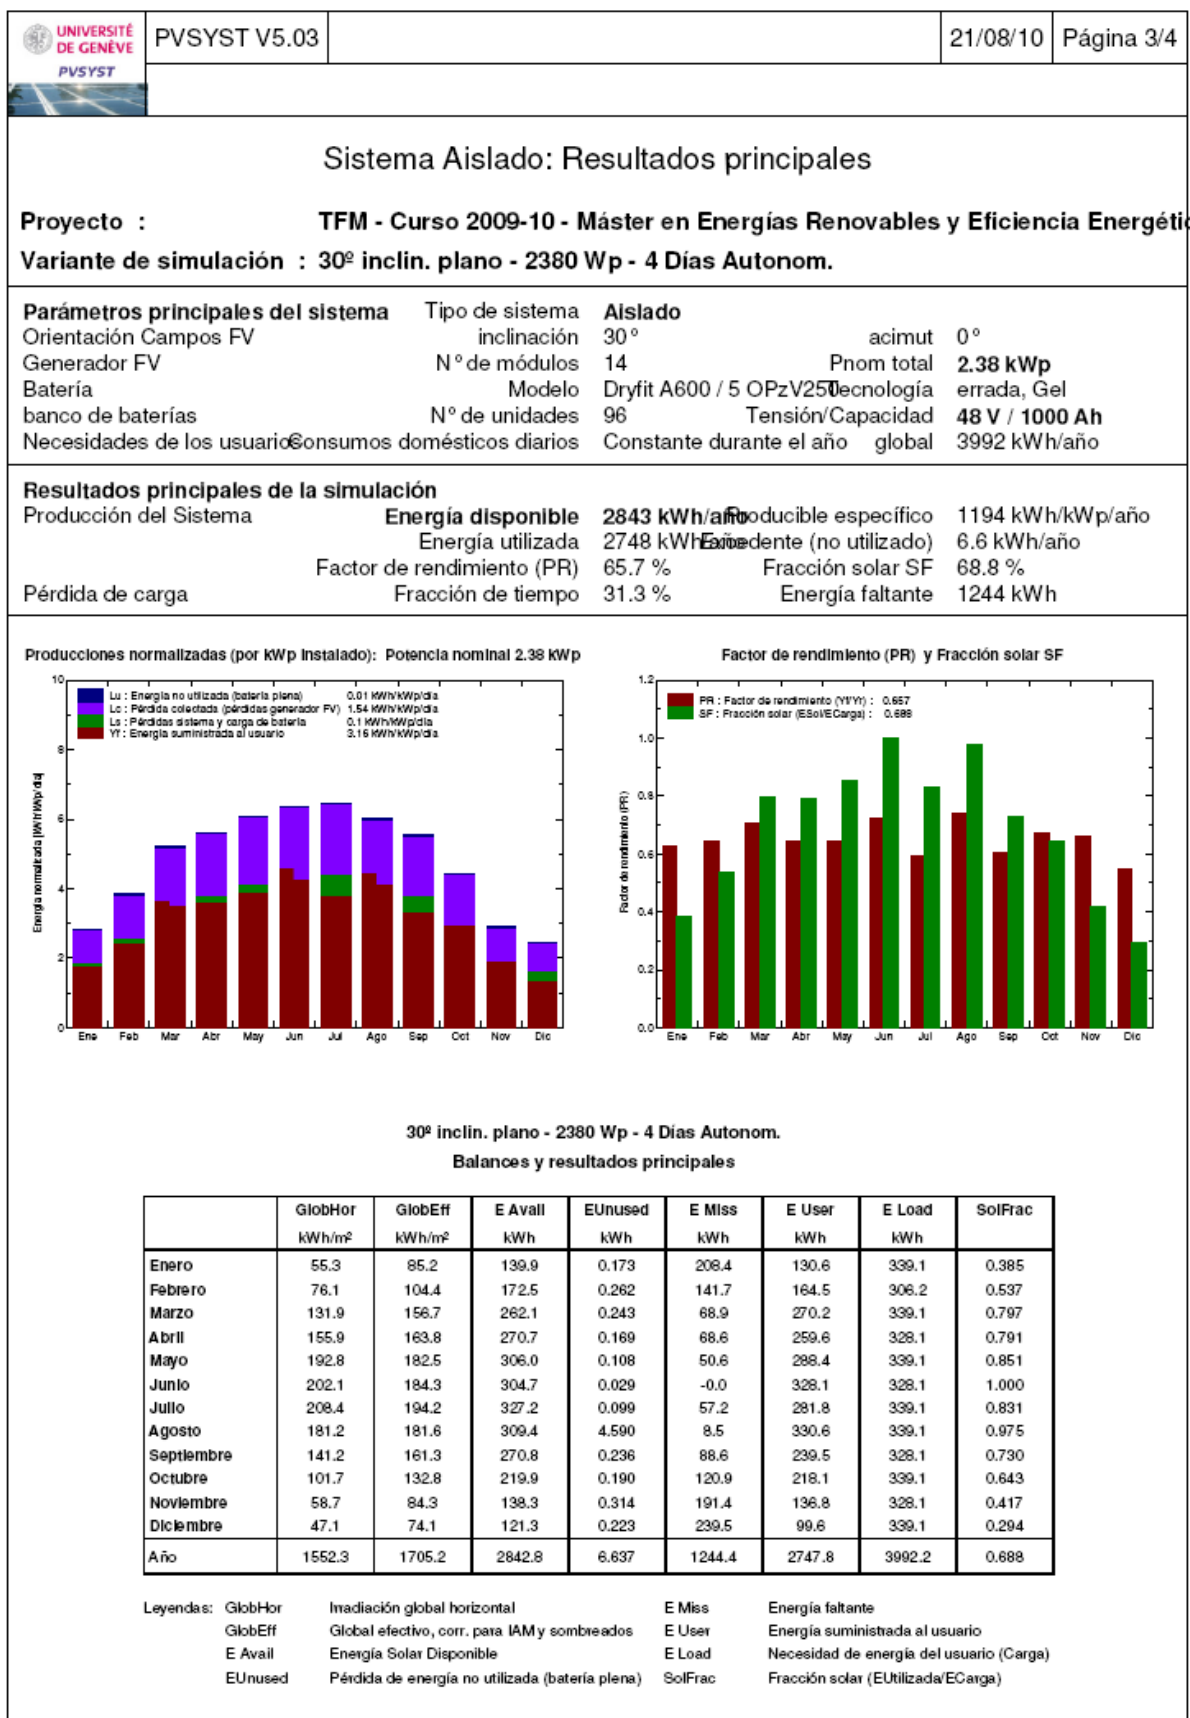 UNIVERSITÉ
DE GENÈVE
PVSYST
PVSYST V5.03
21/08/10
Página 3/4
Sistema Aislado: Resultados principales
Proyecto : TFM - Curso 2009-10 - Máster en Energías Renovables y Eficiencia Energétic
Variante de simulación : 30º inclin. plano - 2380 Wp - 4 Días Autonom.
Parámetros principales del sistema Tipo de sistema Aislado
Orientación Campos FV inclinación 30° acimut 0°
Generador FV N° de módulos 14 Pnom total 2.38 kWp
Batería Modelo Dryfit A600 / 5 OPzV250 Tecnología errada, Gel
banco de baterías N° de unidades 96 Tensión/Capacidad 48 V / 1000 Ah
Necesidades de los usuarios Consumos domésticos diarios Constante durante el año global 3992 kWh/año
Resultados principales de la simulación
Producción del Sistema Energía disponible 2843 kWh/año Producible específico 1194 kWh/kWp/año
Energía utilizada 2748 kWh/año Excedente (no utilizado) 6.6 kWh/año
Factor de rendimiento (PR) 65.7 % Fracción solar SF 68.8 %
Pérdida de carga Fracción de tiempo 31.3 % Energía faltante 1244 kWh
Producciones normalizadas (por kWp instalado): Potencia nominal 2.38 kWp
Lu : Energía no utilizada (batería plena) 0.01 kWh/kWp/día
Lc : Pérdida colectada (pérdidas generador FV) 1.54 kWh/kWp/día
Ls : Pérdidas sistema y carga de batería 0.1 kWh/kWp/día
Yf : Energía suministrada al usuario 3.16 kWh/kWp/día
Energía normalizada [kWh/kWp/día]
10
8
6
4
2
0
Ene Feb Mar Abr May Jun Jul Ago Sep Oct Nov Dic
Factor de rendimiento (PR) y Fracción solar SF
PR : Factor de rendimiento (Yf/Yr) : 0.657
SF : Fracción solar (ESol/ECarga) : 0.688
Factor de rendimiento (PR)
1.2
1.0
0.8
0.6
0.4
0.2
0.0
Ene Feb Mar Abr May Jun Jul Ago Sep Oct Nov Dic
30º inclin. plano - 2380 Wp - 4 Días Autonom.
Balances y resultados principales
GlobHor GlobEff E Avail EUnused E Miss E User E Load SolFrac
kWh/m² kWh/m² kWh kWh kWh kWh kWh
Enero 55.3 85.2 139.9 0.173 208.4 130.6 339.1 0.385
Febrero 76.1 104.4 172.5 0.262 141.7 164.5 306.2 0.537
Marzo 131.9 156.7 262.1 0.243 68.9 270.2 339.1 0.797
Abril 155.9 163.8 270.7 0.169 68.6 259.6 328.1 0.791
Mayo 192.8 182.5 306.0 0.108 50.6 288.4 339.1 0.851
Junio 202.1 184.3 304.7 0.029 -0.0 328.1 328.1 1.000
Julio 208.4 194.2 327.2 0.099 57.2 281.8 339.1 0.831
Agosto 181.2 181.6 309.4 4.590 8.5 330.6 339.1 0.975
Septiembre 141.2 161.3 270.8 0.236 88.6 239.5 328.1 0.730
Octubre 101.7 132.8 219.9 0.190 120.9 218.1 339.1 0.643
Noviembre 58.7 84.3 138.3 0.314 191.4 136.8 328.1 0.417
Diciembre 47.1 74.1 121.3 0.223 239.5 99.6 339.1 0.294
Año 1552.3 1705.2 2842.8 6.637 1244.4 2747.8 3992.2 0.688
Leyendas: GlobHor Irradiación global horizontal E Miss Energía faltante
GlobEff Global efectivo, corr. para IAM y sombreados E User Energía suministrada al usuario
E Avail Energía Solar Disponible E Load Necesidad de energía del usuario (Carga)
EUnused Pérdida de energía no utilizada (batería plena) SolFrac Fracción solar (EUtilizada/ECarga)